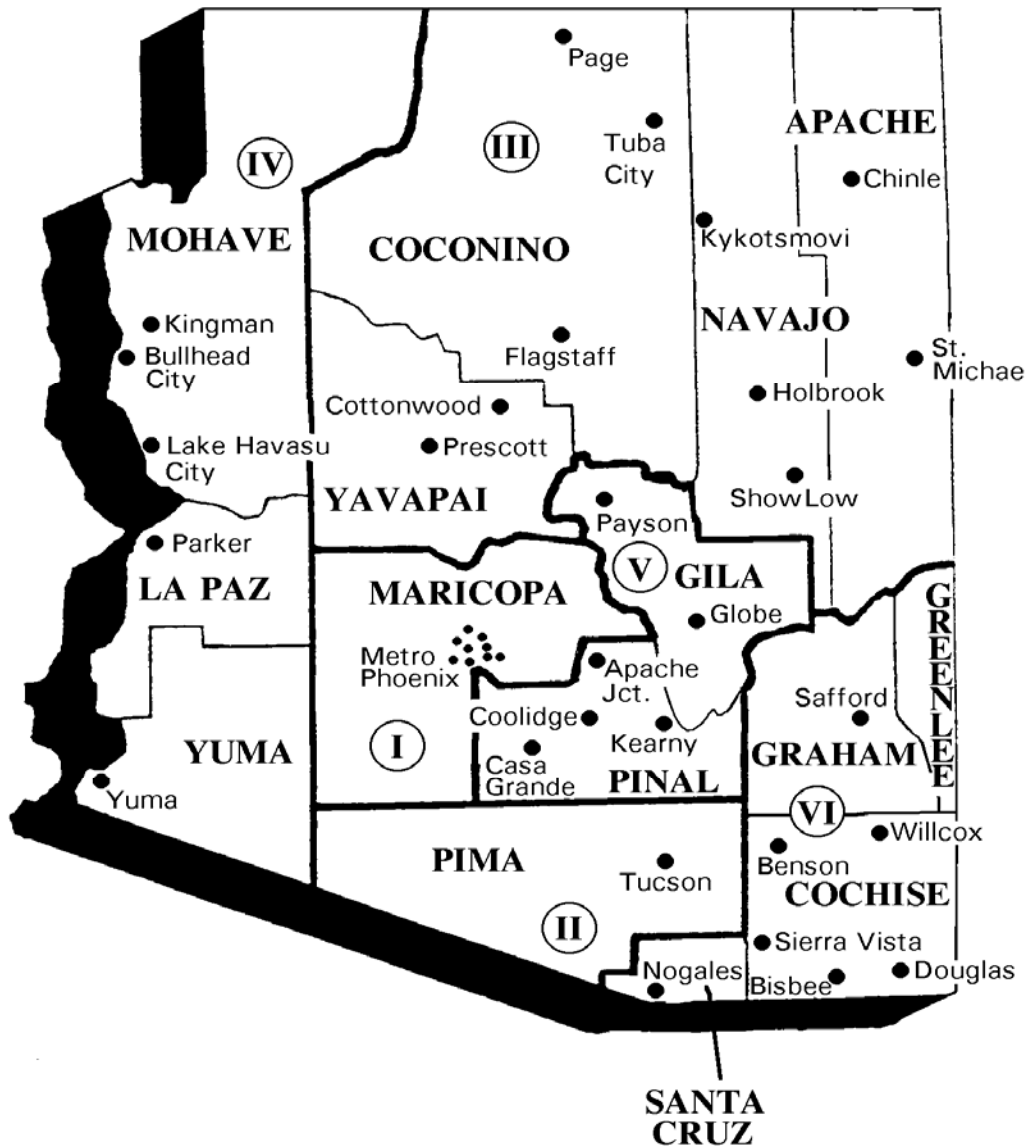 Page
Tuba
City
APACHE
III
IV
Chinle
MOHAVE
COCONINO
Kykotsmovi
Kingman
Bullhead
City
Flagstaff
NAVAJO
St.
Michae
Holbrook
Cottonwood
Prescott
Lake Havasu
City
YAVAPAI
Show Low
Payson
Parker
LA PAZ
MARICOPA
V
GILA
Globe
GREENLEE
Metro
Phoenix
Apache
Jct.
Coolidge
Kearny
Safford
GRAHAM
YUMA
I
Casa
Grande
PINAL
Yuma
VI
Willcox
Benson
PIMA
Tucson
COCHISE
II
Sierra Vista
Nogales
Bisbee
Douglas
SANTA
CRUZ